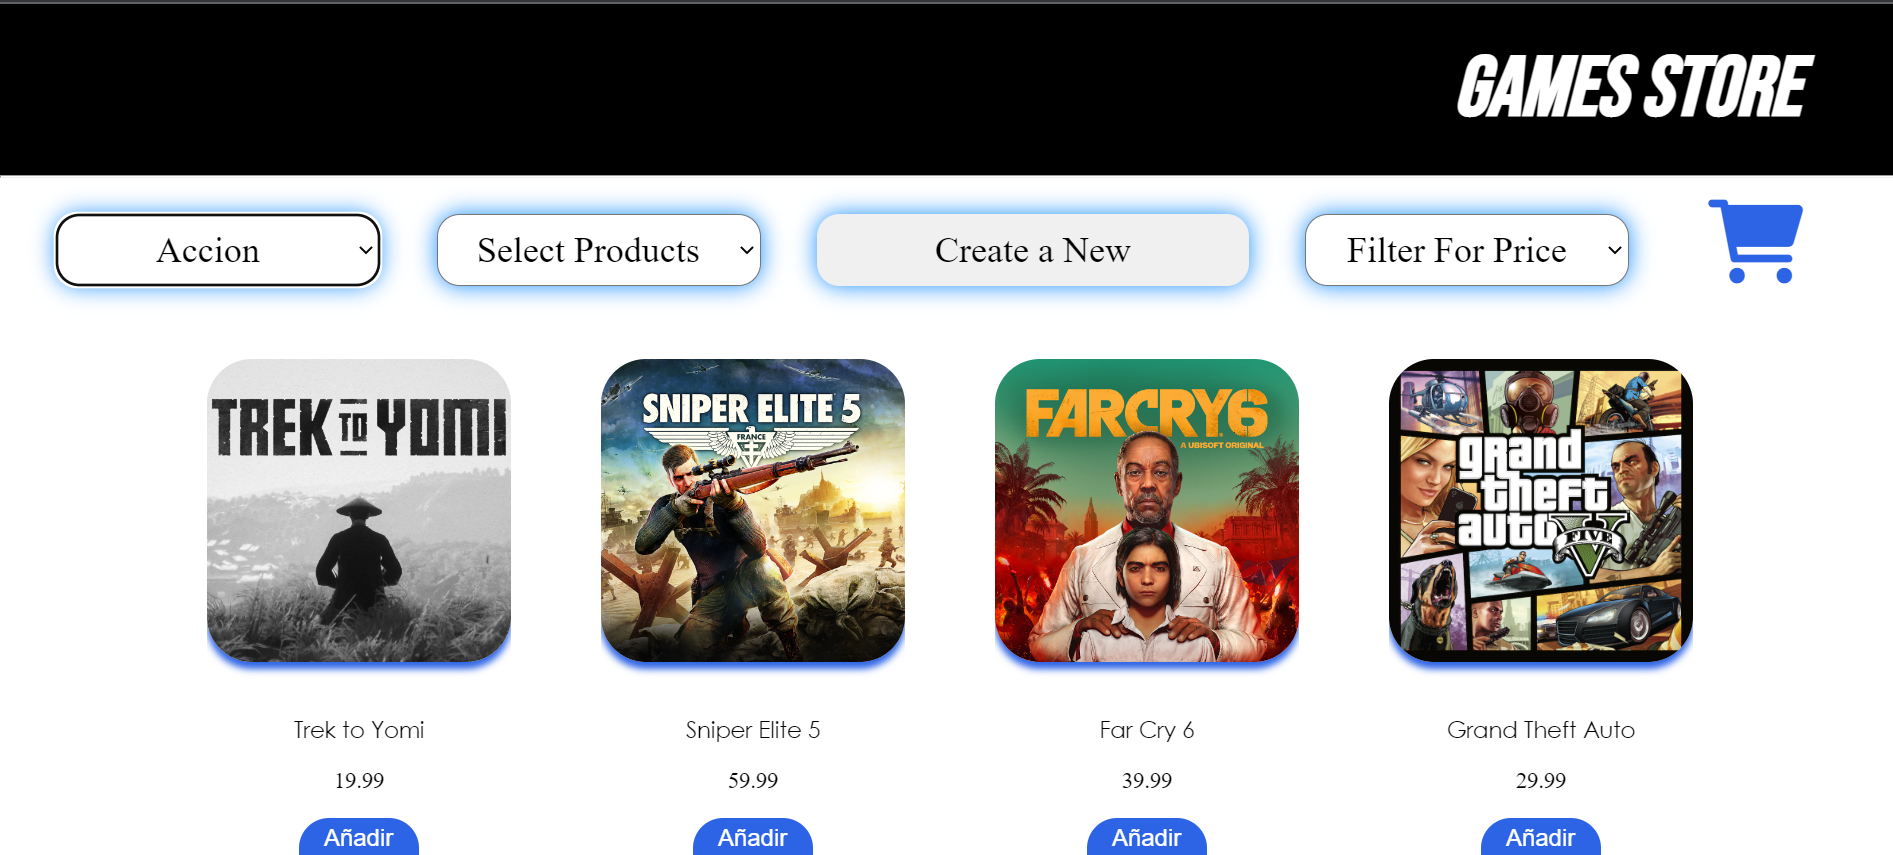 GAMES STORE
Accion
Select Products
Create a New
Filter For Price
TREK TO YOMI
SNIPER ELITE 5
FRANCE
FARCRY6
A UBISOFT ORIGINAL
grand
theft
auto
FIVE
Trek to Yomi
Sniper Elite 5
Far Cry 6
Grand Theft Auto
19.99
59.99
39.99
29.99
Añadir
Añadir
Añadir
Añadir